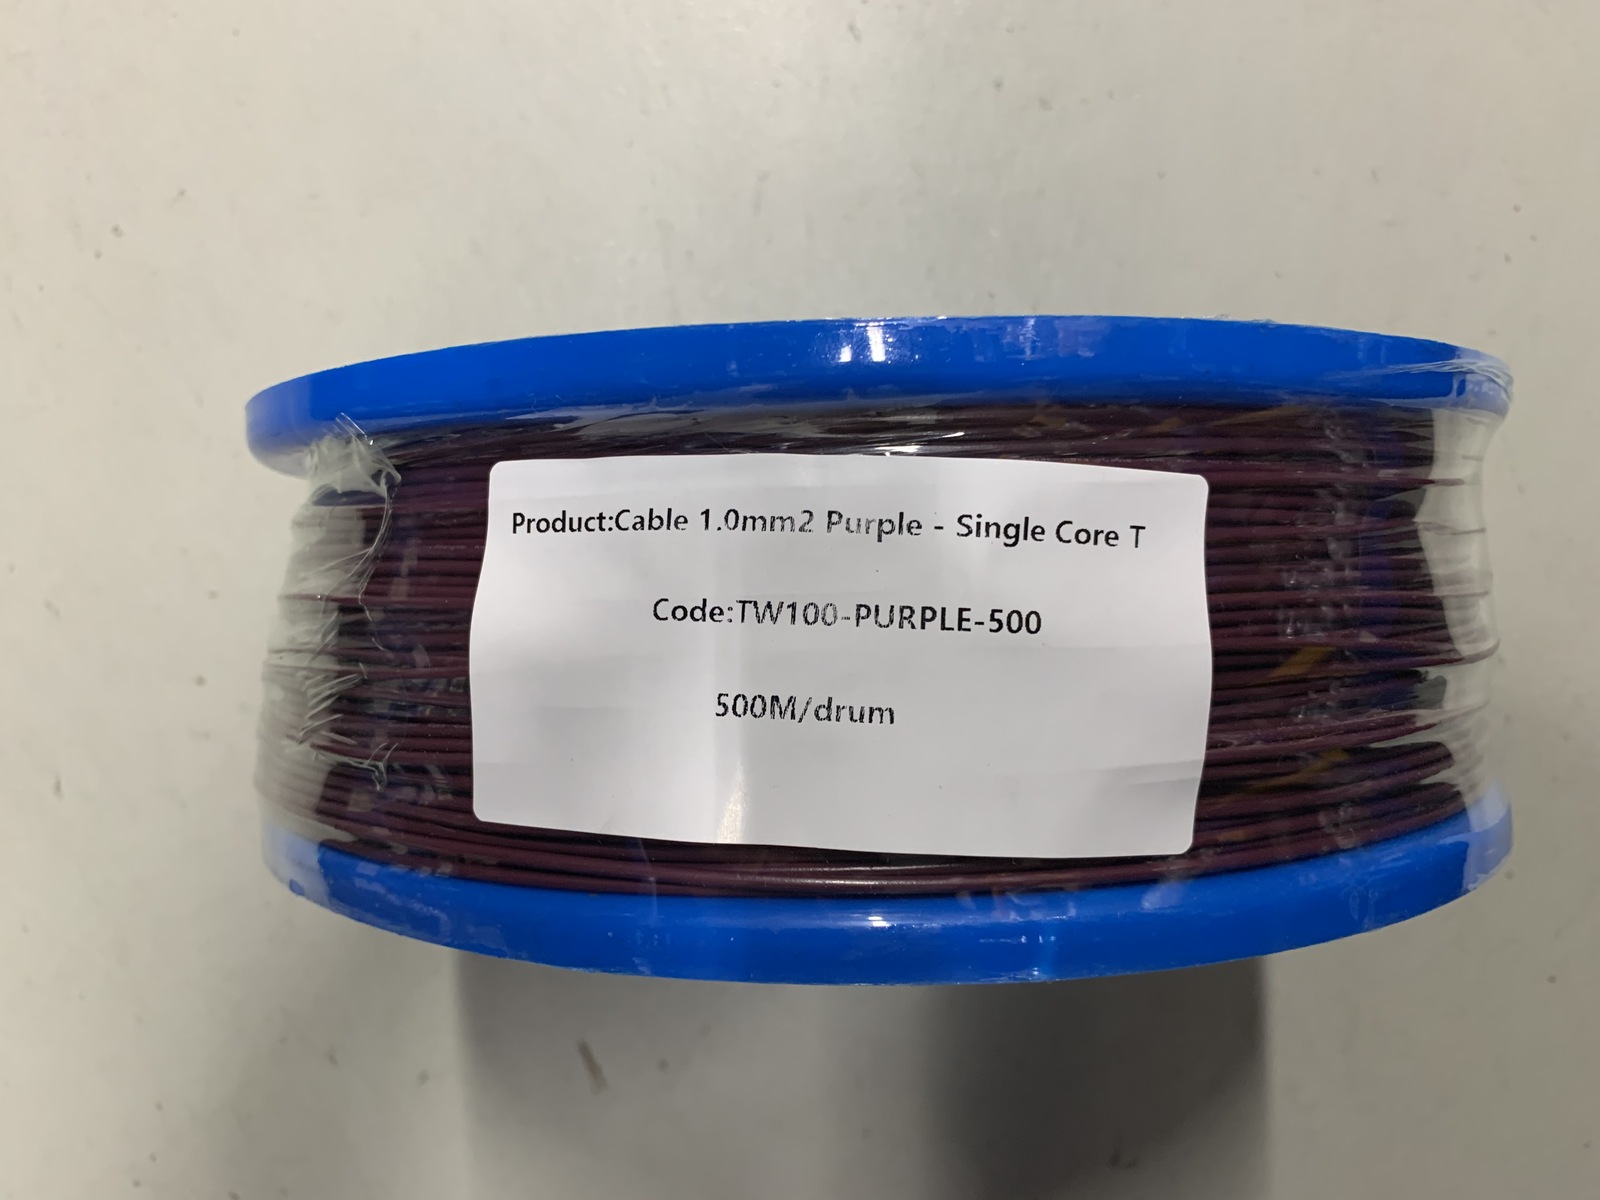 Product:Cable 1.0mm2 Purple - Single Core T
Code:TW100-PURPLE-500
500M/drum